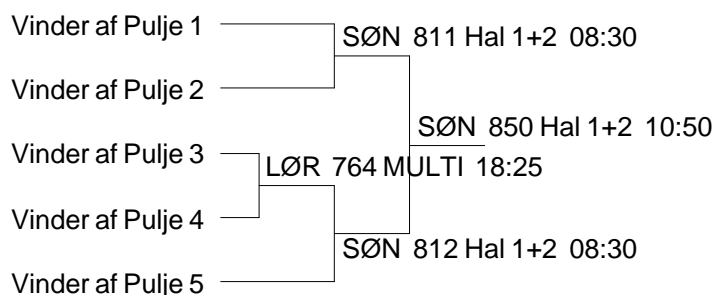 Vinder af Pulje 1
SØN 811 Hal 1+2 08:30
Vinder af Pulje 2
SØN 850 Hal 1+2 10:50
Vinder af Pulje 3
LØR 764 MULTI 18:25
Vinder af Pulje 4
SØN 812 Hal 1+2 08:30
Vinder af Pulje 5